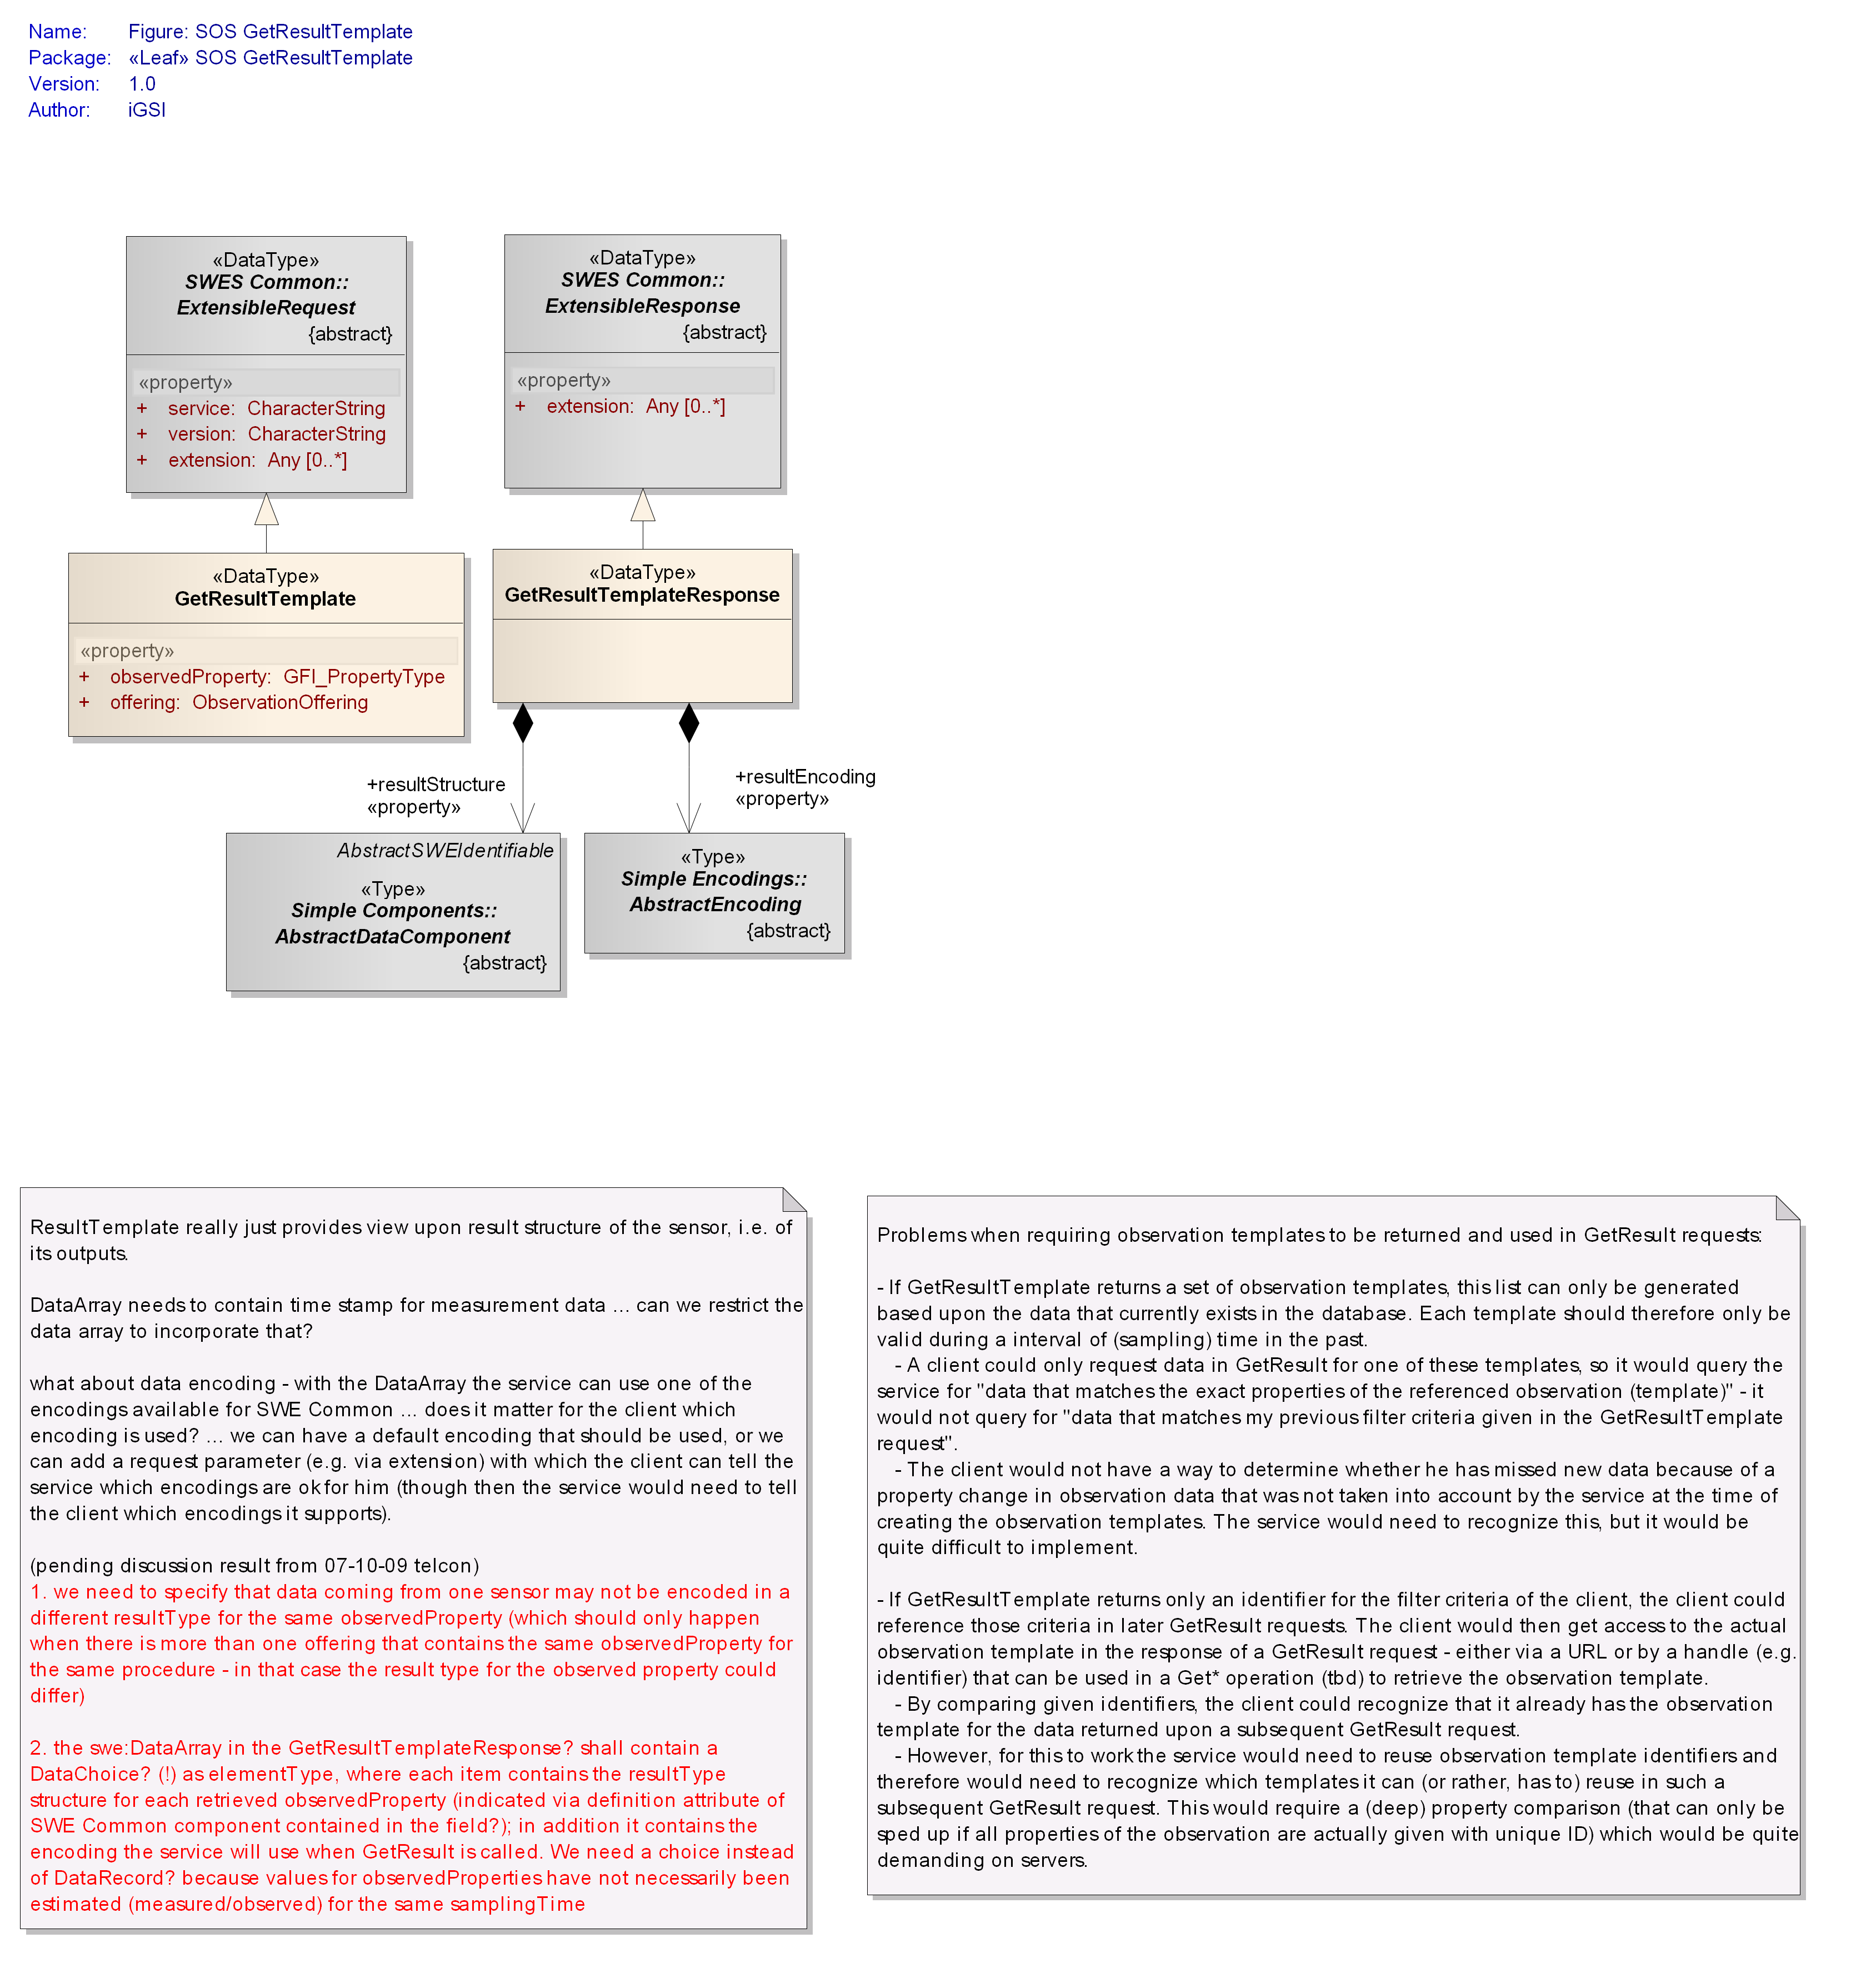 Name: Figure: SOS GetResultTemplate
Package: «Leaf» SOS GetResultTemplate
Version: 1.0
Author: iGSI
«DataType»
SWES Common::
ExtensibleRequest
{abstract}
«property»
+ service: CharacterString
+ version: CharacterString
+ extension: Any [0..*]
«DataType»
SWES Common::
ExtensibleResponse
{abstract}
«property»
+ extension: Any [0..*]
«DataType»
GetResultTemplate
«property»
+ observedProperty: GFI_PropertyType
+ offering: ObservationOffering
«DataType»
GetResultTemplateResponse
+resultStructure
«property»
+resultEncoding
«property»
AbstractSWEIdentifiable
«Type»
Simple Components::
AbstractDataComponent
{abstract}
«Type»
Simple Encodings::
AbstractEncoding
{abstract}
ResultTemplate really just provides view upon result structure of the sensor, i.e. of
its outputs.
DataArray needs to contain time stamp for measurement data ... can we restrict the
data array to incorporate that?
what about data encoding - with the DataArray the service can use one of the
encodings available for SWE Common ... does it matter for the client which
encoding is used? ... we can have a default encoding that should be used, or we
can add a request parameter (e.g. via extension) with which the client can tell the
service which encodings are ok for him (though then the service would need to tell
the client which encodings it supports).
(pending discussion result from 07-10-09 telcon)
1. we need to specify that data coming from one sensor may not be encoded in a
different resultType for the same observedProperty (which should only happen
when there is more than one offering that contains the same observedProperty for
the same procedure - in that case the result type for the observed property could
differ)
2. the swe:DataArray in the GetResultTemplateResponse? shall contain a
DataChoice? (!) as elementType, where each item contains the resultType
structure for each retrieved observedProperty (indicated via definition attribute of
SWE Common component contained in the field?); in addition it contains the
encoding the service will use when GetResult is called. We need a choice instead
of DataRecord? because values for observedProperties have not necessarily been
estimated (measured/observed) for the same samplingTime
Problems when requiring observation templates to be returned and used in GetResult requests:
- If GetResultTemplate returns a set of observation templates, this list can only be generated
based upon the data that currently exists in the database. Each template should therefore only be
valid during a interval of (sampling) time in the past.
- A client could only request data in GetResult for one of these templates, so it would query the
service for "data that matches the exact properties of the referenced observation (template)" - it
would not query for "data that matches my previous filter criteria given in the GetResultTemplate
request".
- The client would not have a way to determine whether he has missed new data because of a
property change in observation data that was not taken into account by the service at the time of
creating the observation templates. The service would need to recognize this, but it would be
quite difficult to implement.
- If GetResultTemplate returns only an identifier for the filter criteria of the client, the client could
reference those criteria in later GetResult requests. The client would then get access to the actual
observation template in the response of a GetResult request - either via a URL or by a handle (e.g.
identifier) that can be used in a Get* operation (tbd) to retrieve the observation template.
- By comparing given identifiers, the client could recognize that it already has the observation
template for the data returned upon a subsequent GetResult request.
- However, for this to work the service would need to reuse observation template identifiers and
therefore would need to recognize which templates it can (or rather, has to) reuse in such a
subsequent GetResult request. This would require a (deep) property comparison (that can only be
sped up if all properties of the observation are actually given with unique ID) which would be quite
demanding on servers.